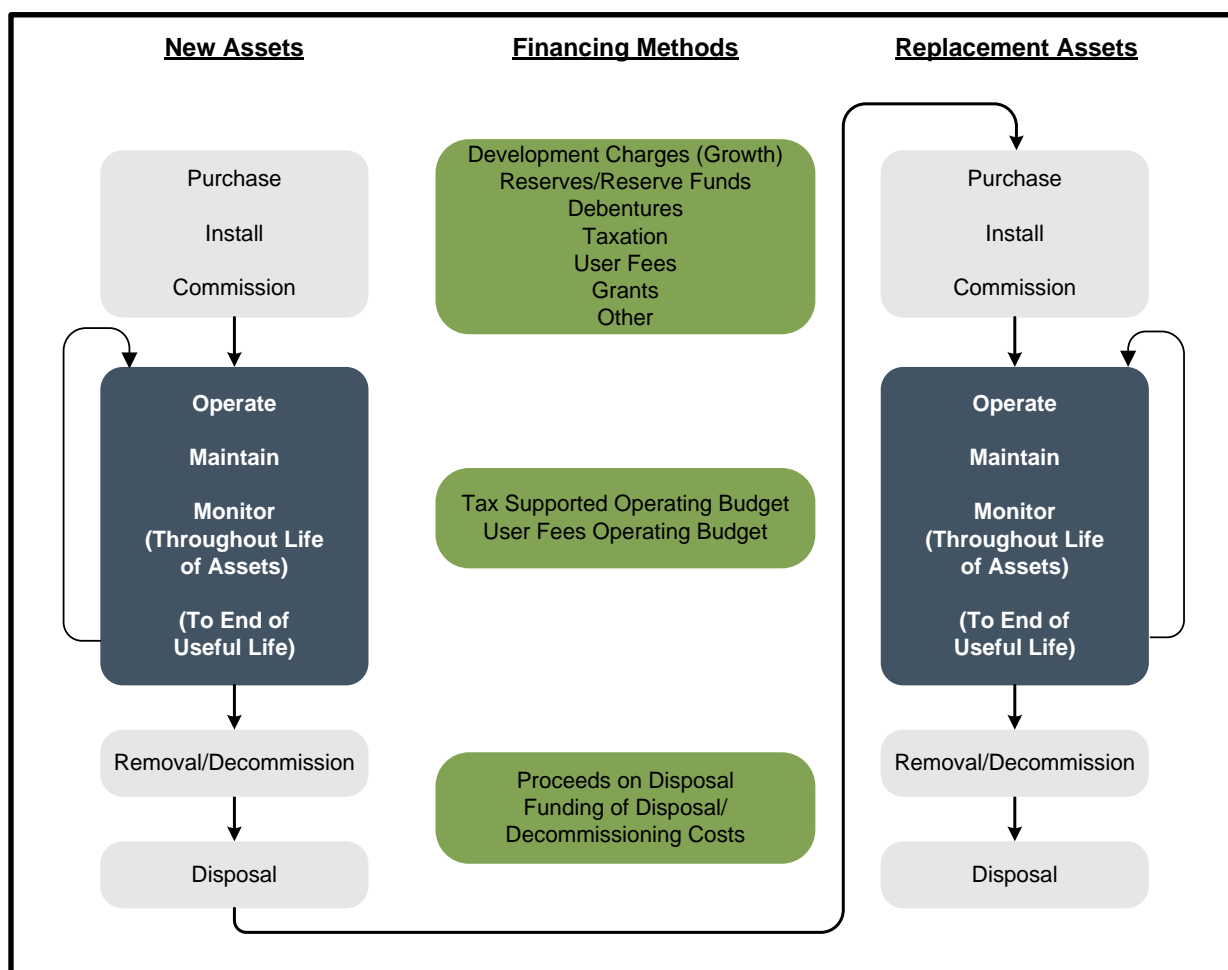 New Assets
Financing Methods
Replacement Assets
Purchase
Install
Commission
Operate
Maintain
Monitor
(Throughout Life
of Assets)
(To End of
Useful Life)
Removal/Decommission
Disposal
Development Charges (Growth)
Reserves/Reserve Funds
Debentures
Taxation
User Fees
Grants
Other
Tax Supported Operating Budget
User Fees Operating Budget
Proceeds on Disposal
Funding of Disposal/
Decommissioning Costs
Purchase
Install
Commission
Operate
Maintain
Monitor
(Throughout Life
of Assets)
(To End of
Useful Life)
Removal/Decommission
Disposal